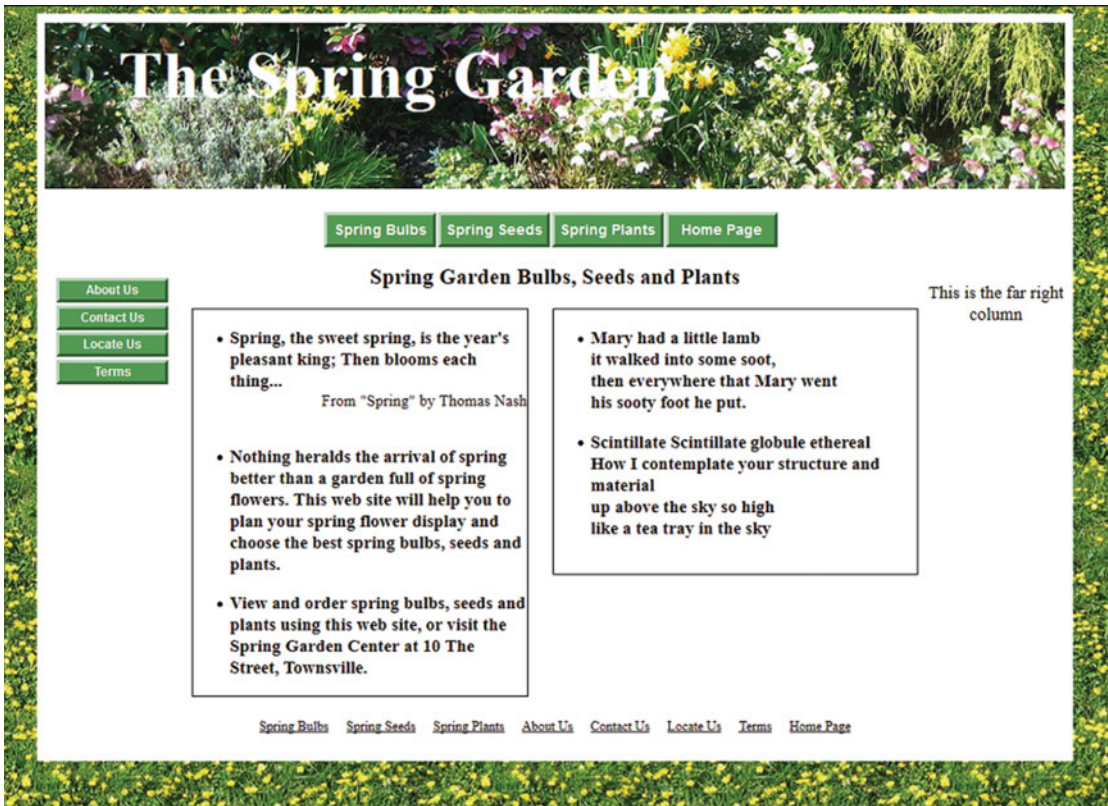 The Spring Garden
Spring Bulbs Spring Seeds Spring Plants Home Page
About Us
Contact Us
Locate Us
Terms
Spring Garden Bulbs, Seeds and Plants
• Spring, the sweet spring, is the year's
pleasant king; Then blooms each
thing...
From "Spring" by Thomas Nash
• Nothing heralds the arrival of spring
better than a garden full of spring
flowers. This web site will help you to
plan your spring flower display and
choose the best spring bulbs, seeds and
plants.
• View and order spring bulbs, seeds and
plants using this web site, or visit the
Spring Garden Center at 10 The
Street, Townsville.
• Mary had a little lamb
it walked into some soot,
then everywhere that Mary went
his sooty foot he put.
• Scintillate Scintillate globule ethereal
How I contemplate your structure and
material
up above the sky so high
like a tea tray in the sky
This is the far right
column
Spring Bulbs Spring Seeds Spring Plants About Us Contact Us Locate Us Terms Home Page